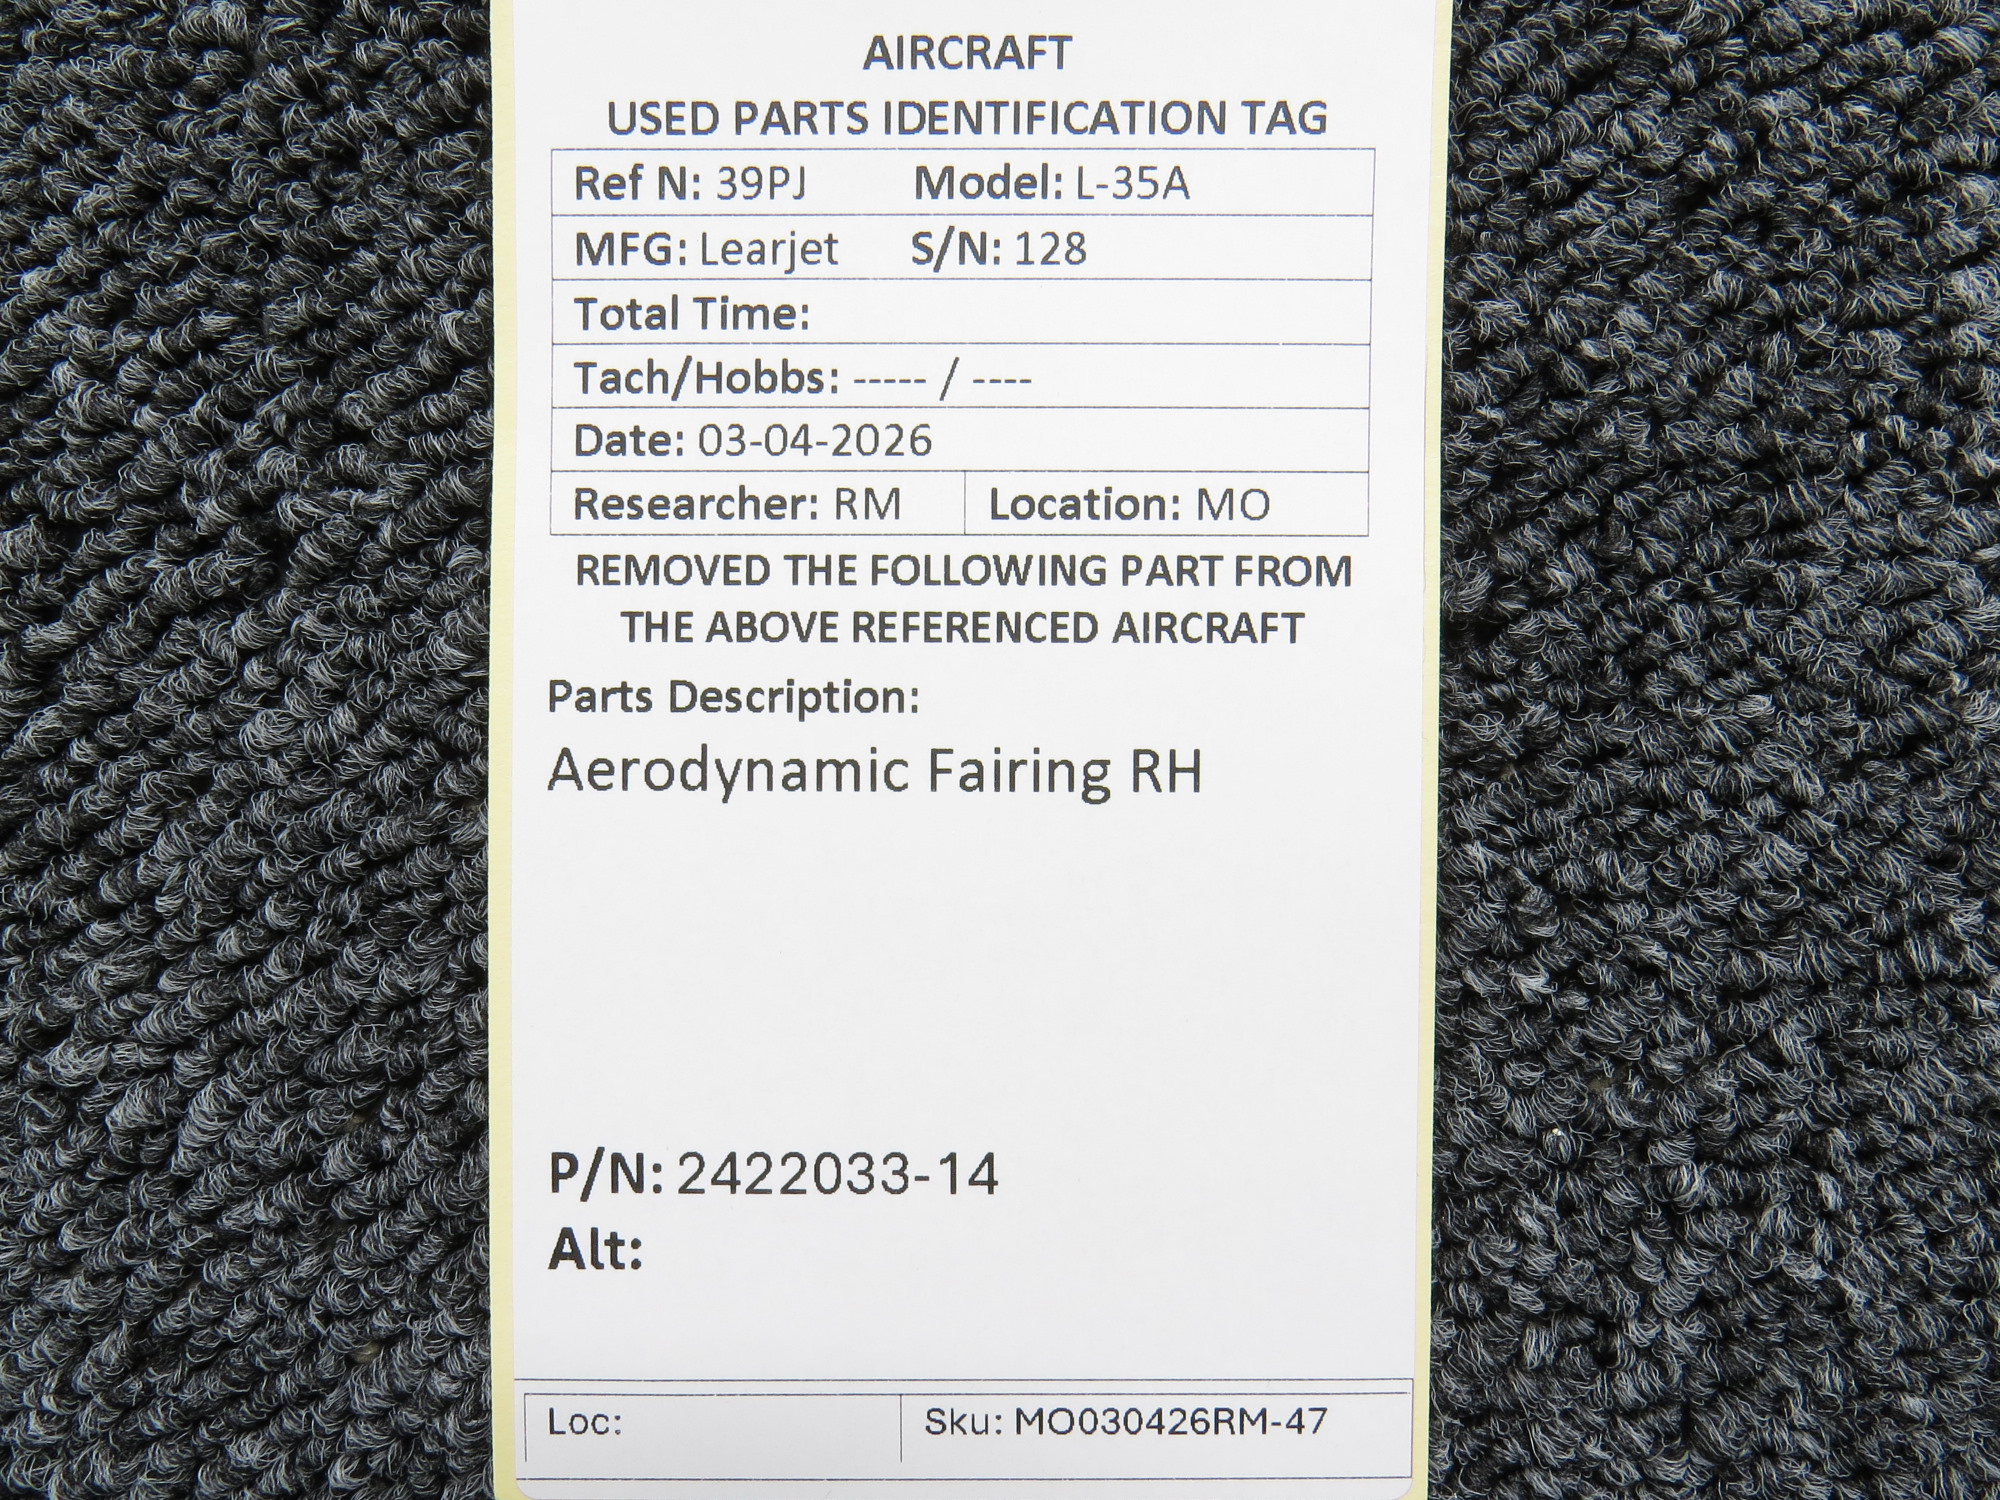 AIRCRAFT
USED PARTS IDENTIFICATION TAG
Ref N: 39PJ Model: L-35A
MFG: Learjet S/N: 128
Total Time:
Tach/Hobbs: ----- / ----
Date: 03-04-2026
Researcher: RM Location: MO
REMOVED THE FOLLOWING PART FROM
THE ABOVE REFERENCED AIRCRAFT
Parts Description:
Aerodynamic Fairing RH
P/N: 2422033-14
Alt:
Loc: Sku: MO030426RM-47